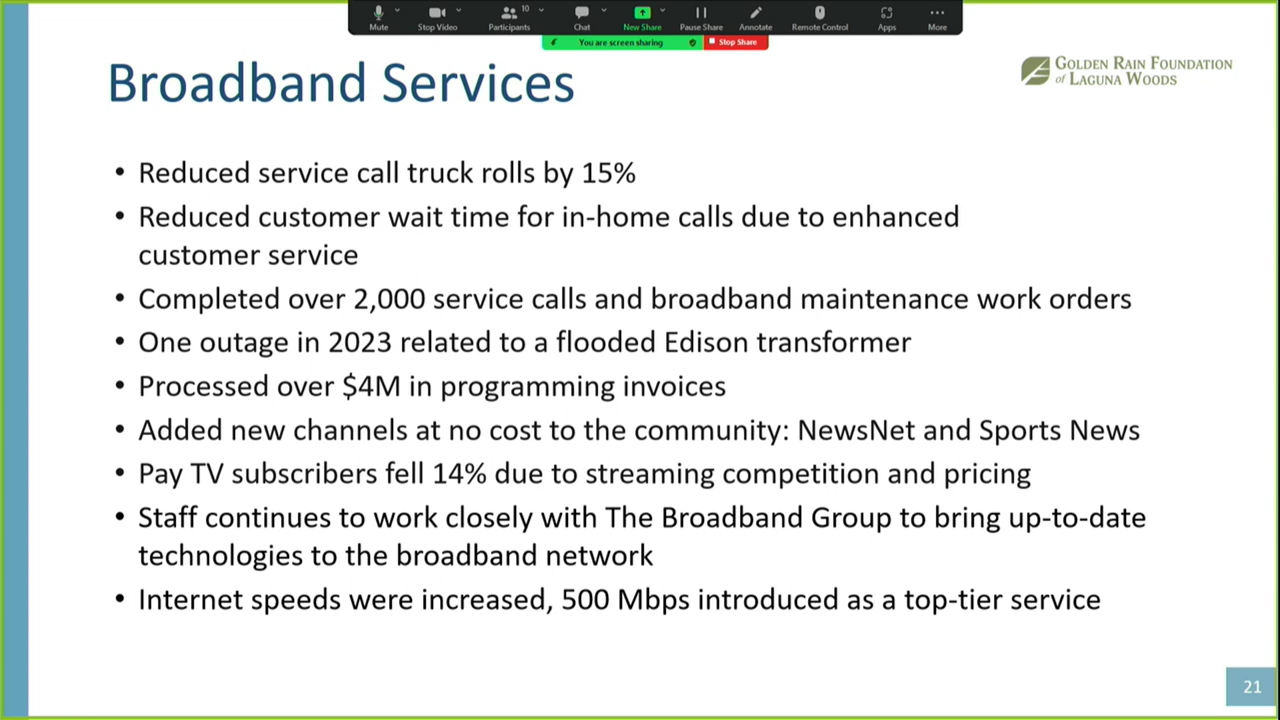 Mute
Stop Video
10
Participants
Chat
New Share
Pause Share
Annotate
Remote Control
Apps
More
You are screen sharing
Stop Share
Broadband Services
GOLDEN RAIN FOUNDATION
of LAGUNA WOODS
• Reduced service call truck rolls by 15%
• Reduced customer wait time for in-home calls due to enhanced
customer service
• Completed over 2,000 service calls and broadband maintenance work orders
• One outage in 2023 related to a flooded Edison transformer
• Processed over $4M in programming invoices
• Added new channels at no cost to the community: NewsNet and Sports News
• Pay TV subscribers fell 14% due to streaming competition and pricing
• Staff continues to work closely with The Broadband Group to bring up-to-date
technologies to the broadband network
• Internet speeds were increased, 500 Mbps introduced as a top-tier service
21